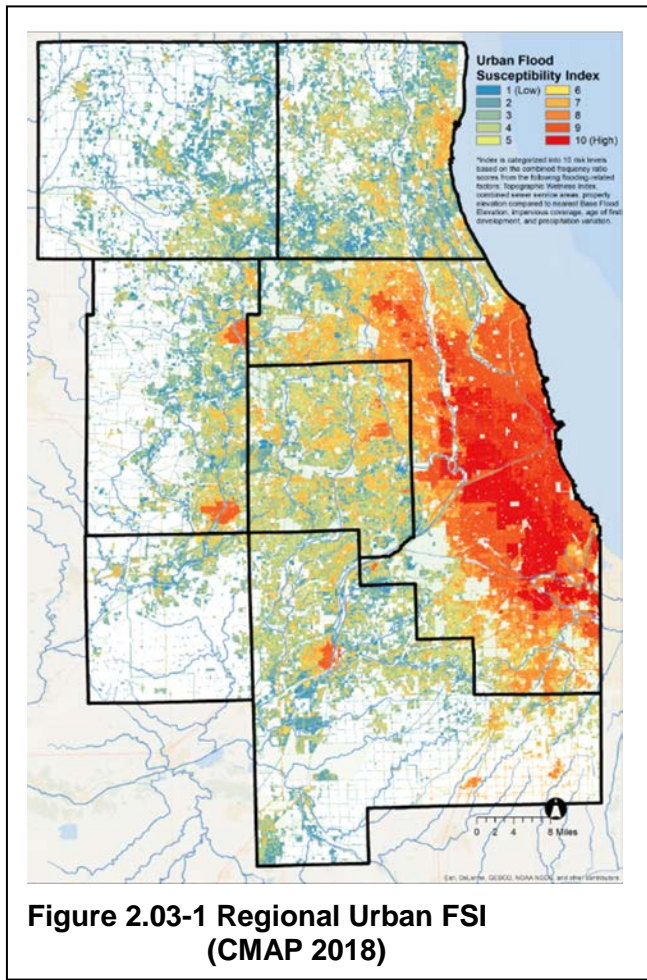 Urban Flood
Susceptibility Index
1 (Low)
2
3
4
5
6
7
8
9
10 (High)
*Index is categorized into 10 risk levels
based on the combined frequency ratio
scores from the following flooding-related
factors: Topographic Wetness Index,
combined sewer service areas, property
elevation compared to nearest Base Flood
Elevation, impervious coverage, age of first
development, and precipitation variation.
0 2 4 8 Miles
Esri, DeLorme, GEBCO, NOAA NGDC, and other contributors
Figure 2.03-1 Regional Urban FSI
(CMAP 2018)